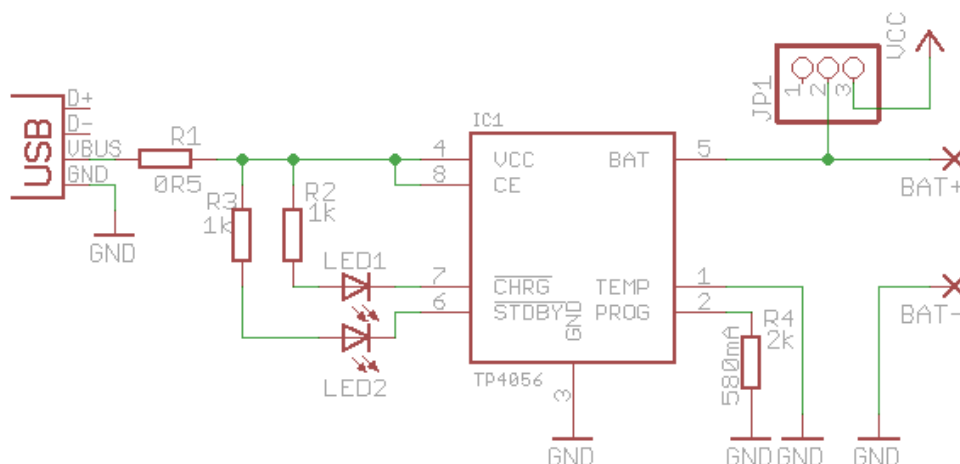 USB
D+
D-
VBUS
GND
GND
R1
0R5
R3
1k
R2
1k
LED1
LED2
IC1
4
8
7
6
VCC
CE
CHRG
STDBY
GND
BAT
TEMP
PROG
TP4056
3
GND
5
1
2
JP1
1
2
3
VCC
BAT+
BAT-
R4
2k
580mA
GND
GND
GND